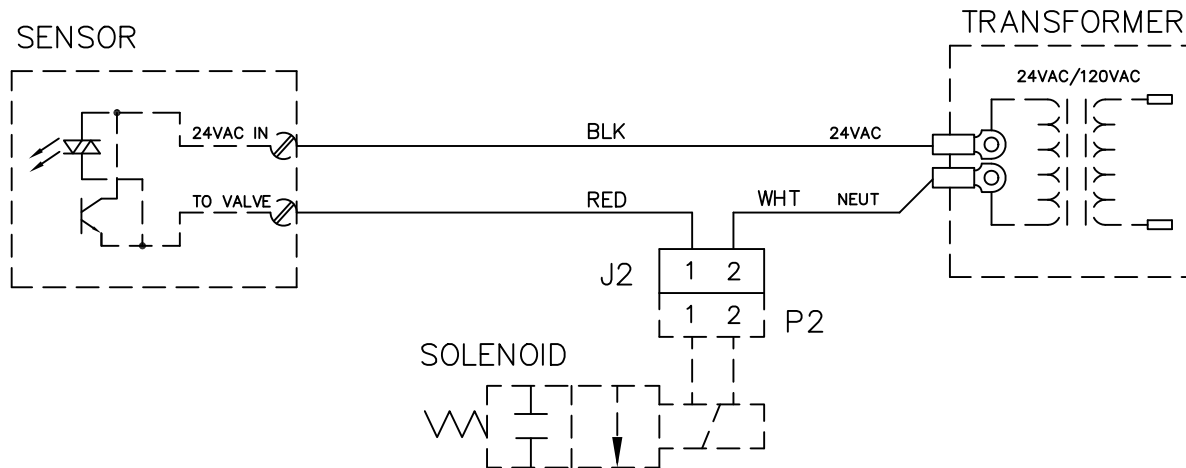 TRANSFORMER
SENSOR
24VAC/120VAC
24VAC IN
BLK
24VAC
TO VALVE
RED
WHT
NEUT
J2
1 2
1 2
P2
SOLENOID